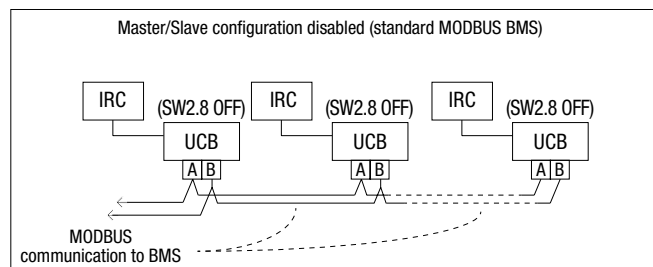 Master/Slave configuration disabled (standard MODBUS BMS)
IRC IRC IRC
(SW2.8 OFF) (SW2.8 OFF) (SW2.8 OFF)
UCB UCB UCB
A B A B A B
MODBUS
communication to BMS